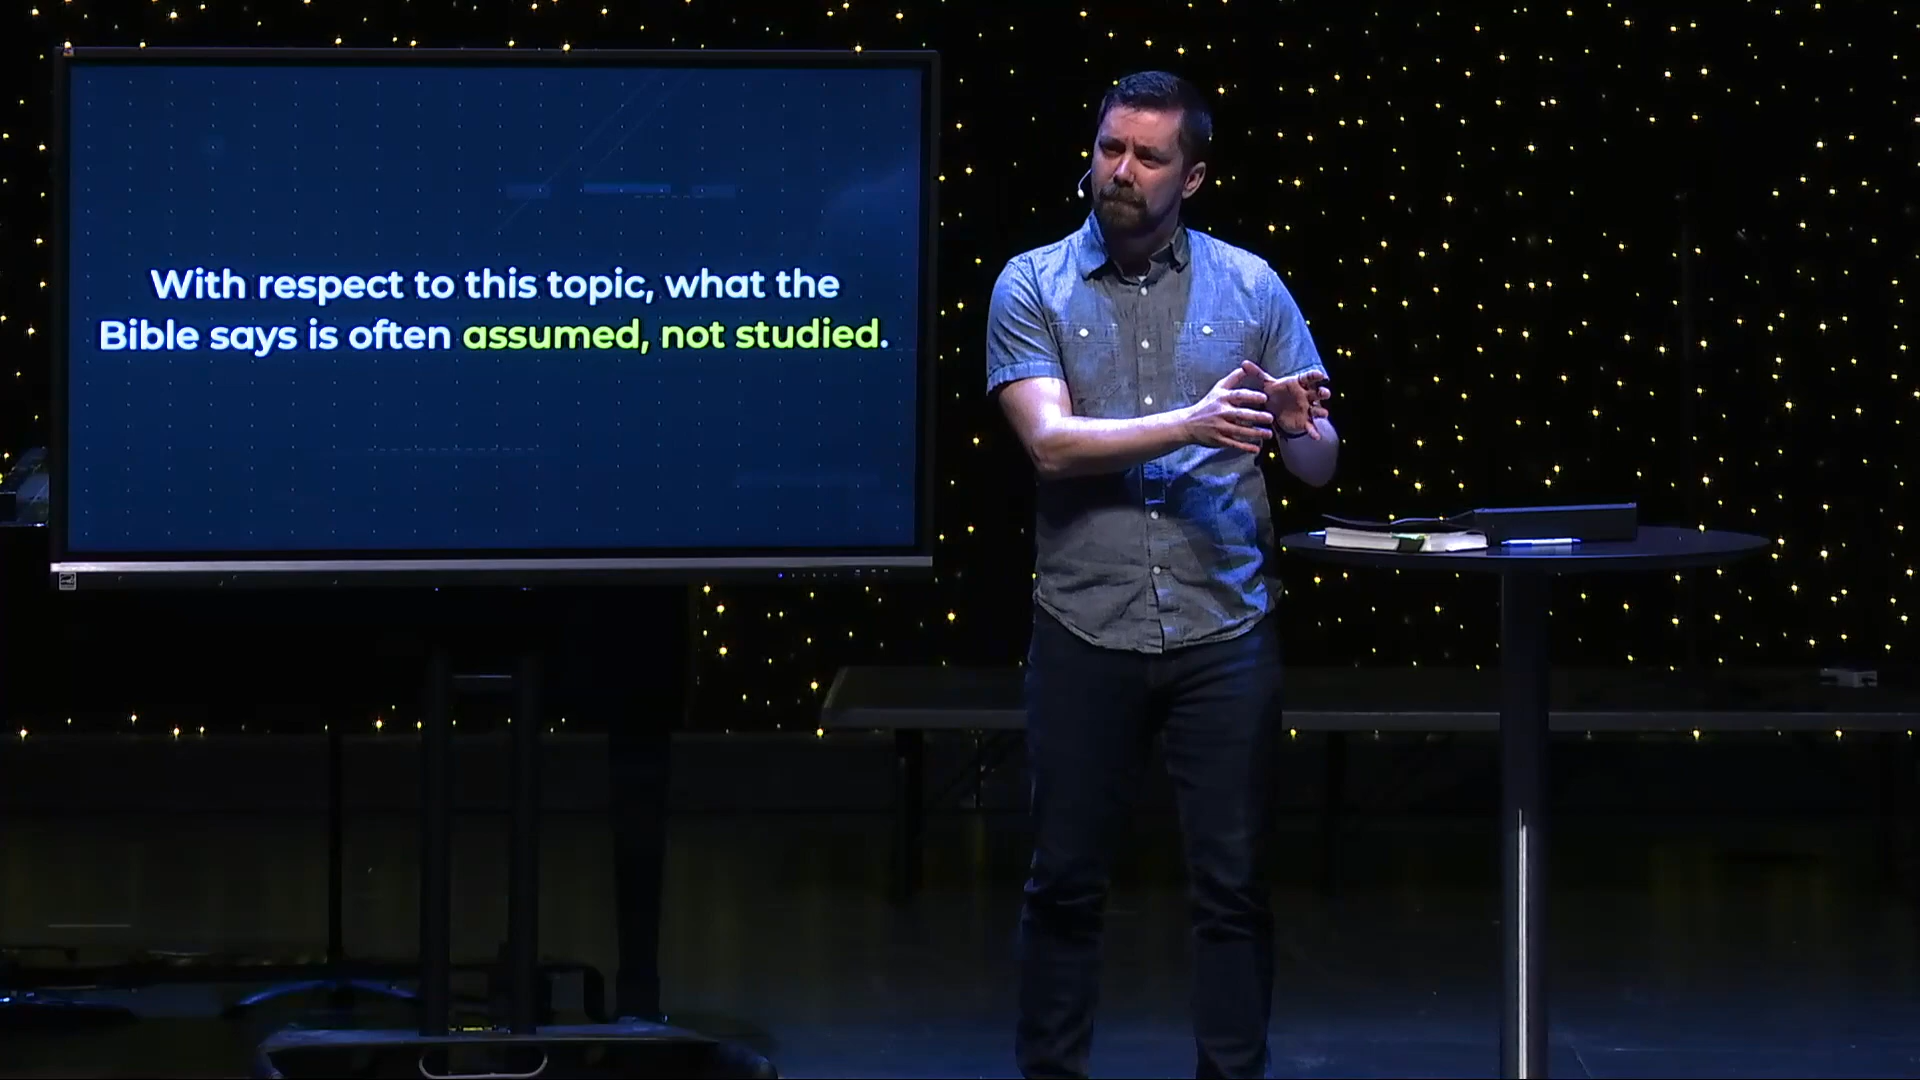 With respect to this topic, what the
Bible says is often assumed, not studied.